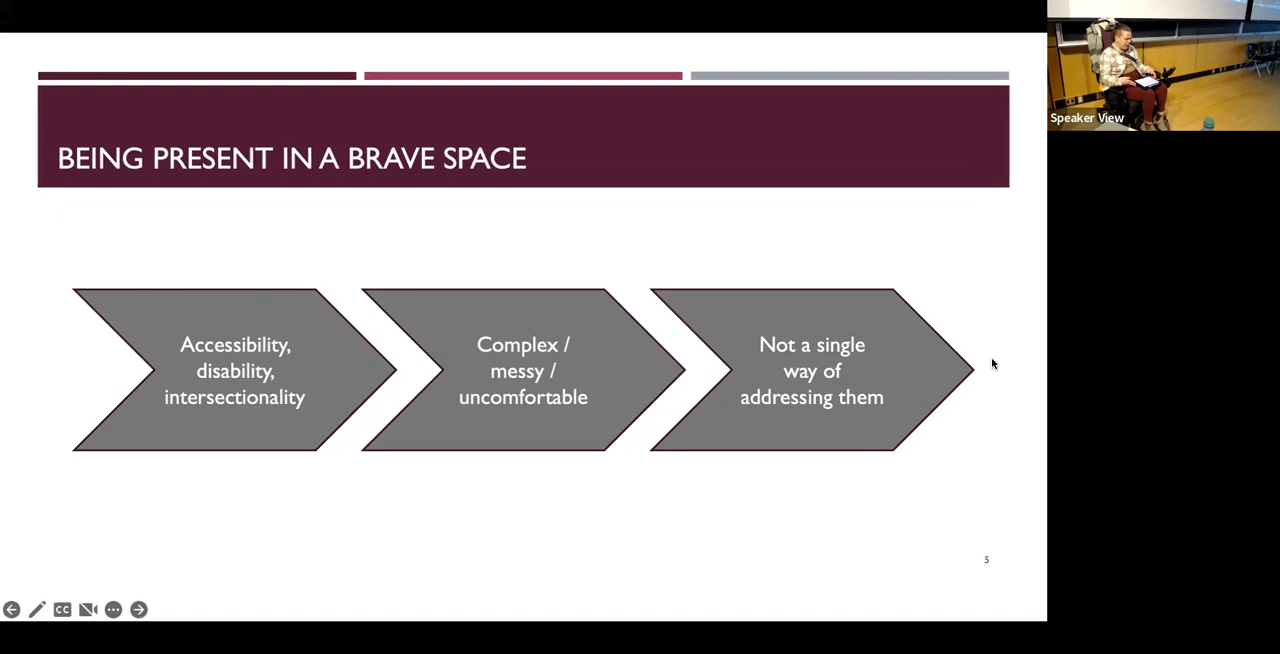 BEING PRESENT IN A BRAVE SPACE
Speaker View
Accessibility,
disability,
intersectionality
Complex /
messy /
uncomfortable
Not a single
way of
addressing them
5
CC